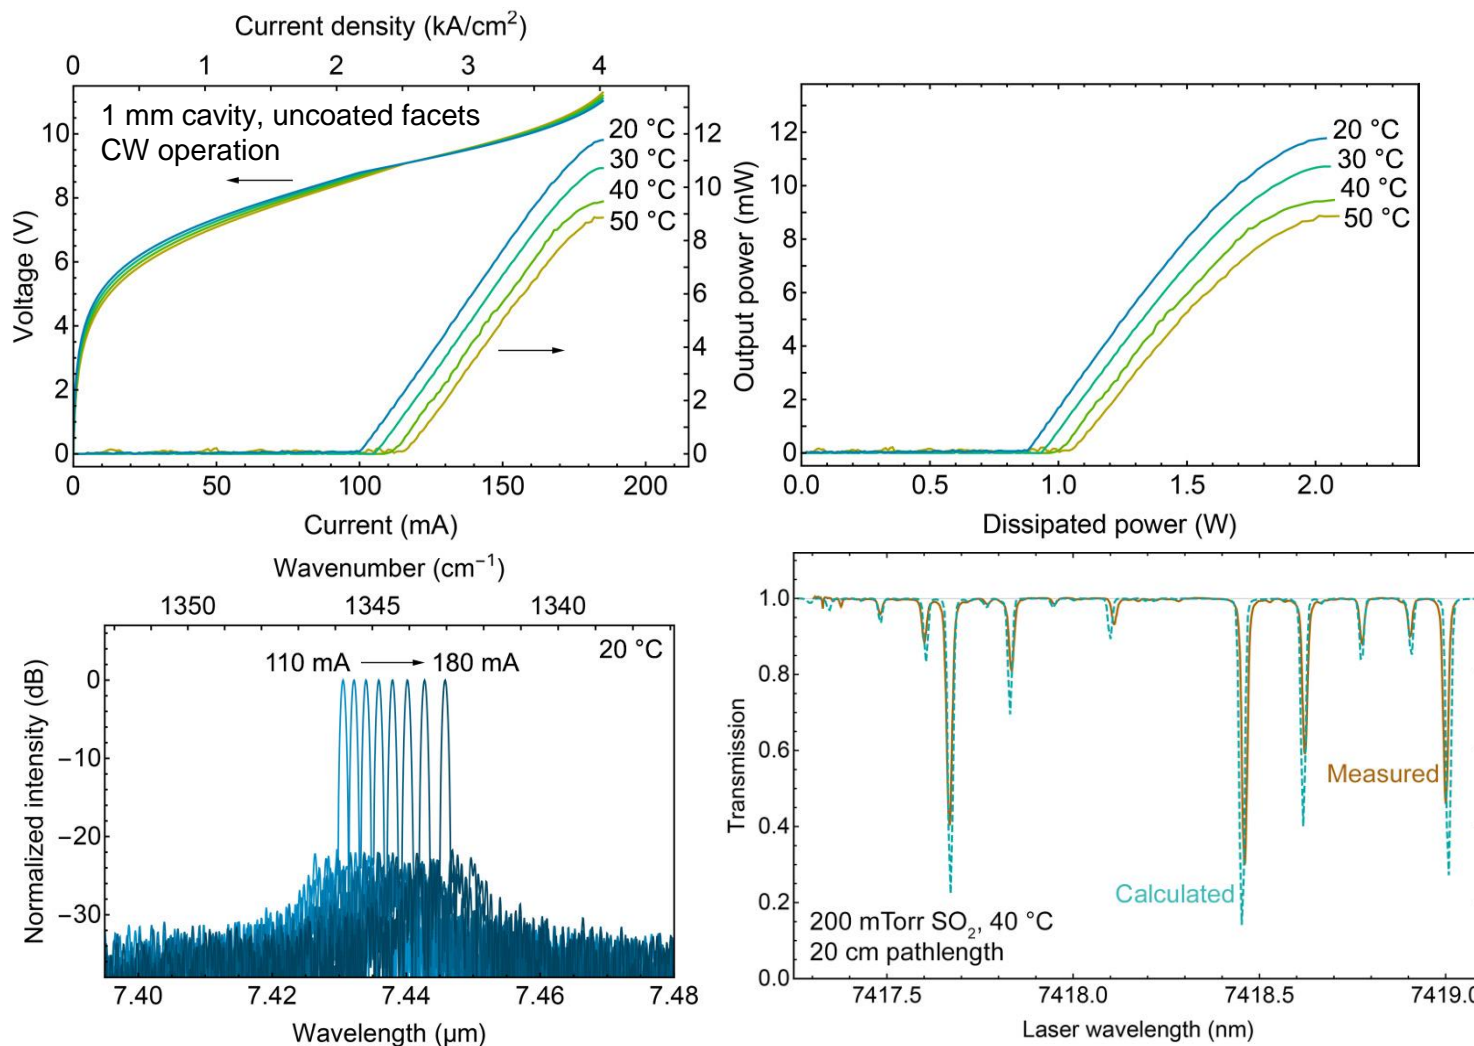 Current density (kA/cm²)
0 1 2 3 4
1 mm cavity, uncoated facets
CW operation
20 °C
30 °C
40 °C
50 °C
Voltage (V)
10
8
6
4
2
0
12
10
8
6
4
2
0
0 50 100 150 200
Current (mA)
Output power (mW)
12
10
8
6
4
2
0
20 °C
30 °C
40 °C
50 °C
0.0 0.5 1.0 1.5 2.0
Dissipated power (W)
Wavenumber (cm⁻¹)
1350 1345 1340
20 °C
110 mA 180 mA
Normalized intensity (dB)
0
−10
−20
−30
7.40 7.42 7.44 7.46 7.48
Wavelength (μm)
Transmission
1.0
0.8
0.6
0.4
0.2
0.0
Measured
Calculated
200 mTorr SO₂, 40 °C
20 cm pathlength
7417.5 7418.0 7418.5 7419.0
Laser wavelength (nm)